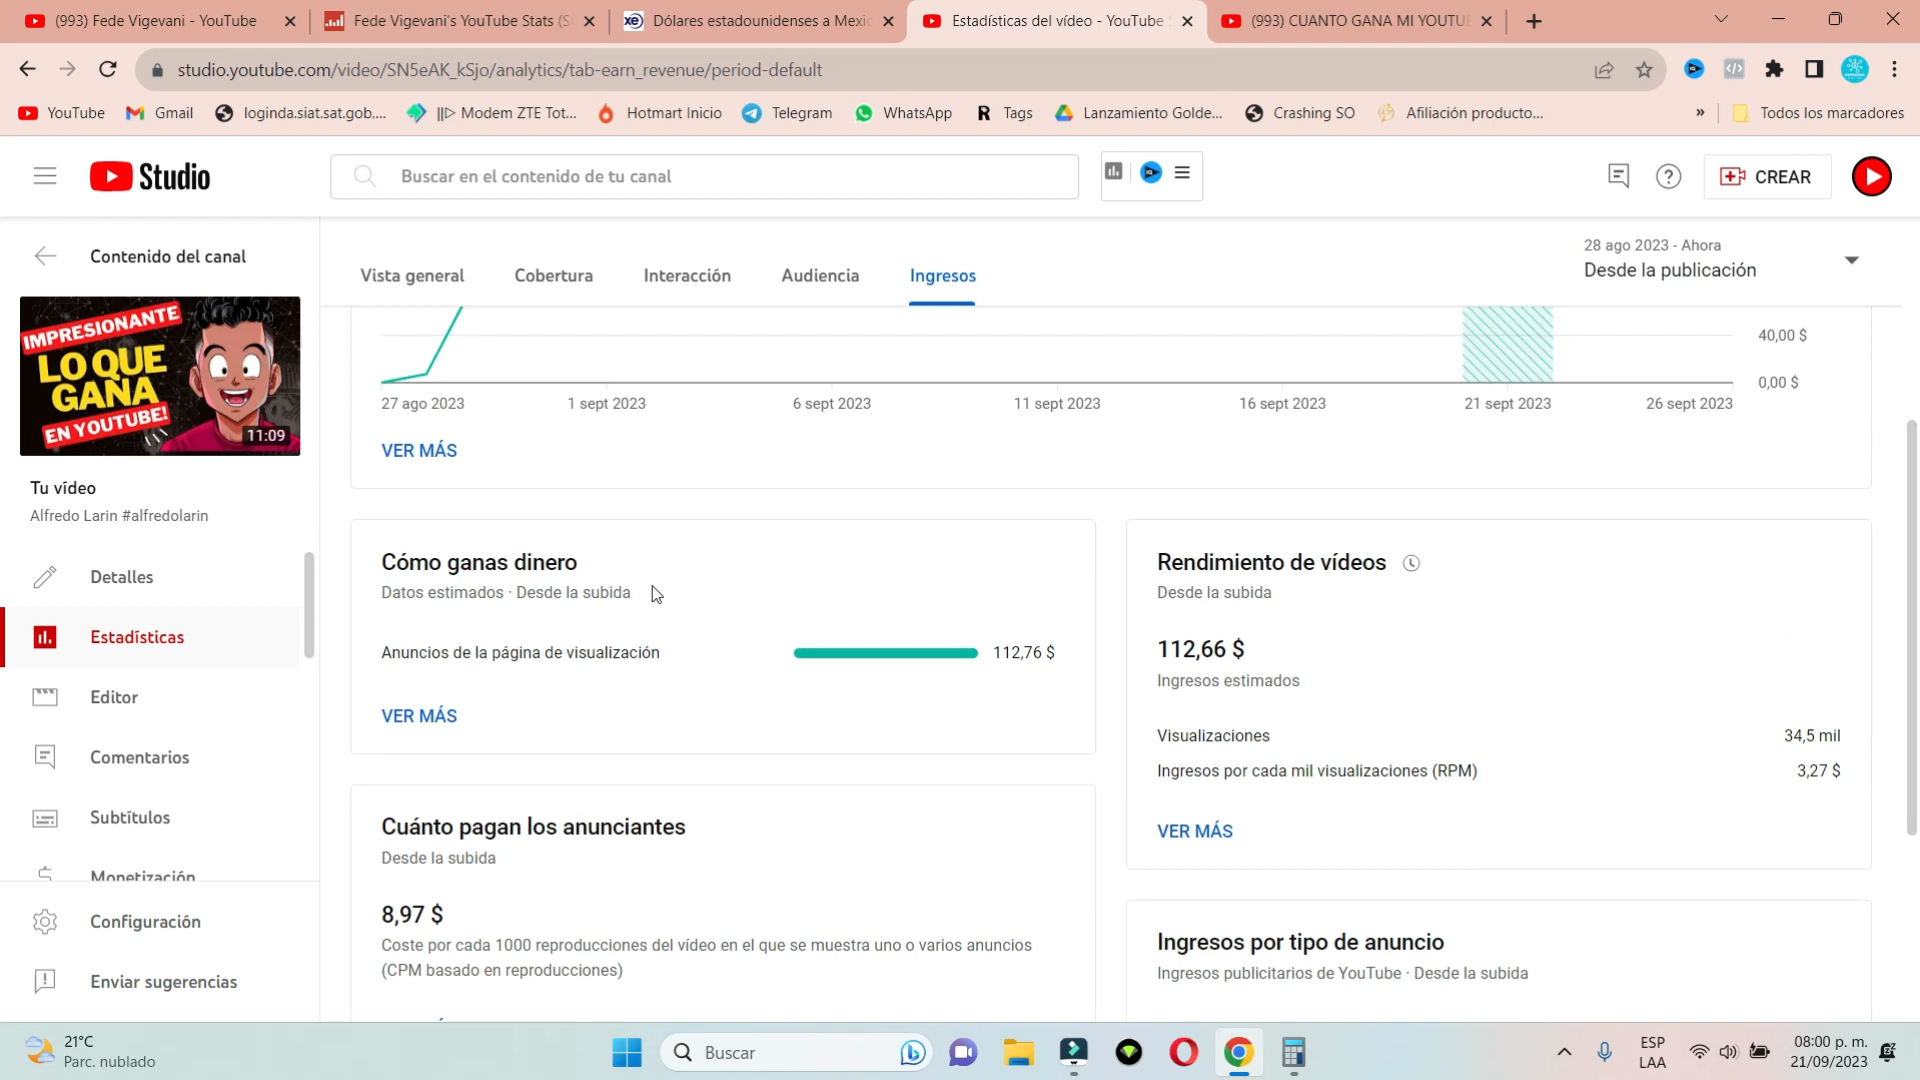 (993) Fede Vigevani - YouTube
Fede Vigevani's YouTube Stats (S
Dólares estadounidenses a Mexic
Estadísticas del vídeo - YouTube
(993) CUANTO GANA MI YOUTU
studio.youtube.com/video/SN5eAK_kSjo/analytics/tab-earn_revenue/period-default
YouTube
Gmail
loginda.siat.sat.gob....
||▷ Modem ZTE Tot...
Hotmart Inicio
Telegram
WhatsApp
Tags
Lanzamiento Golde...
Crashing SO
Afiliación producto...
»
Todos los marcadores
Studio
Buscar en el contenido de tu canal
CREAR
Contenido del canal
IMPRESIONANTE
LO QUE
GANA
EN YOUTUBE!
11:09
Tu vídeo
Alfredo Larin #alfredolarin
Detalles
Estadísticas
Editor
Comentarios
Subtítulos
Monetización
Configuración
Enviar sugerencias
Vista general
Cobertura
Interacción
Audiencia
Ingresos
28 ago 2023 - Ahora
Desde la publicación
40,00 $
0,00 $
27 ago 2023
1 sept 2023
6 sept 2023
11 sept 2023
16 sept 2023
21 sept 2023
26 sept 2023
VER MÁS
Cómo ganas dinero
Datos estimados · Desde la subida
Anuncios de la página de visualización
112,76 $
VER MÁS
Cuánto pagan los anunciantes
Desde la subida
8,97 $
Coste por cada 1000 reproducciones del vídeo en el que se muestra uno o varios anuncios
(CPM basado en reproducciones)
Rendimiento de vídeos
Desde la subida
112,66 $
Ingresos estimados
Visualizaciones
34,5 mil
Ingresos por cada mil visualizaciones (RPM)
3,27 $
VER MÁS
Ingresos por tipo de anuncio
Ingresos publicitarios de YouTube · Desde la subida
21°C
Parc. nublado
Buscar
ESP
LAA
08:00 p. m.
21/09/2023